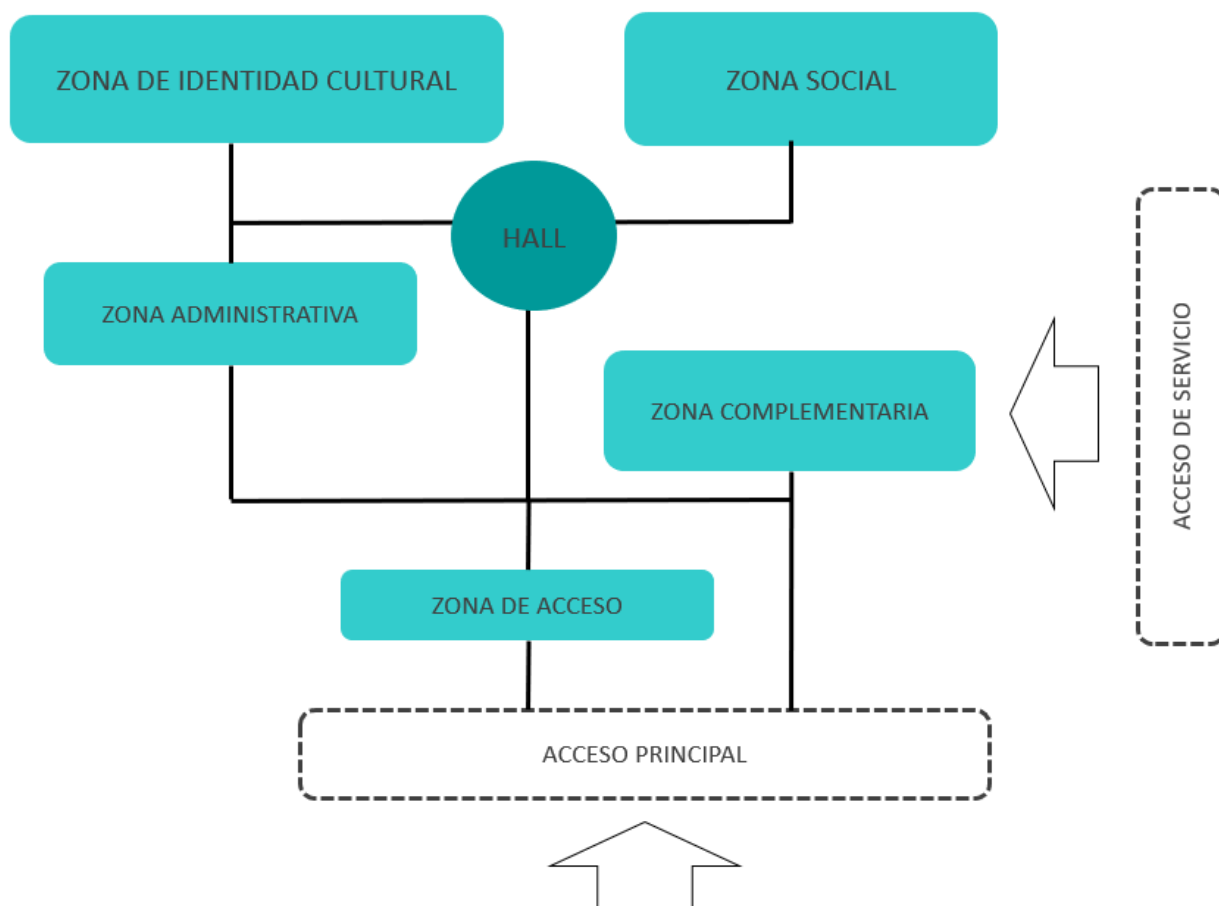 ZONA DE IDENTIDAD CULTURAL
ZONA SOCIAL
HALL
ZONA ADMINISTRATIVA
ZONA COMPLEMENTARIA
ACCESO DE SERVICIO
ZONA DE ACCESO
ACCESO PRINCIPAL